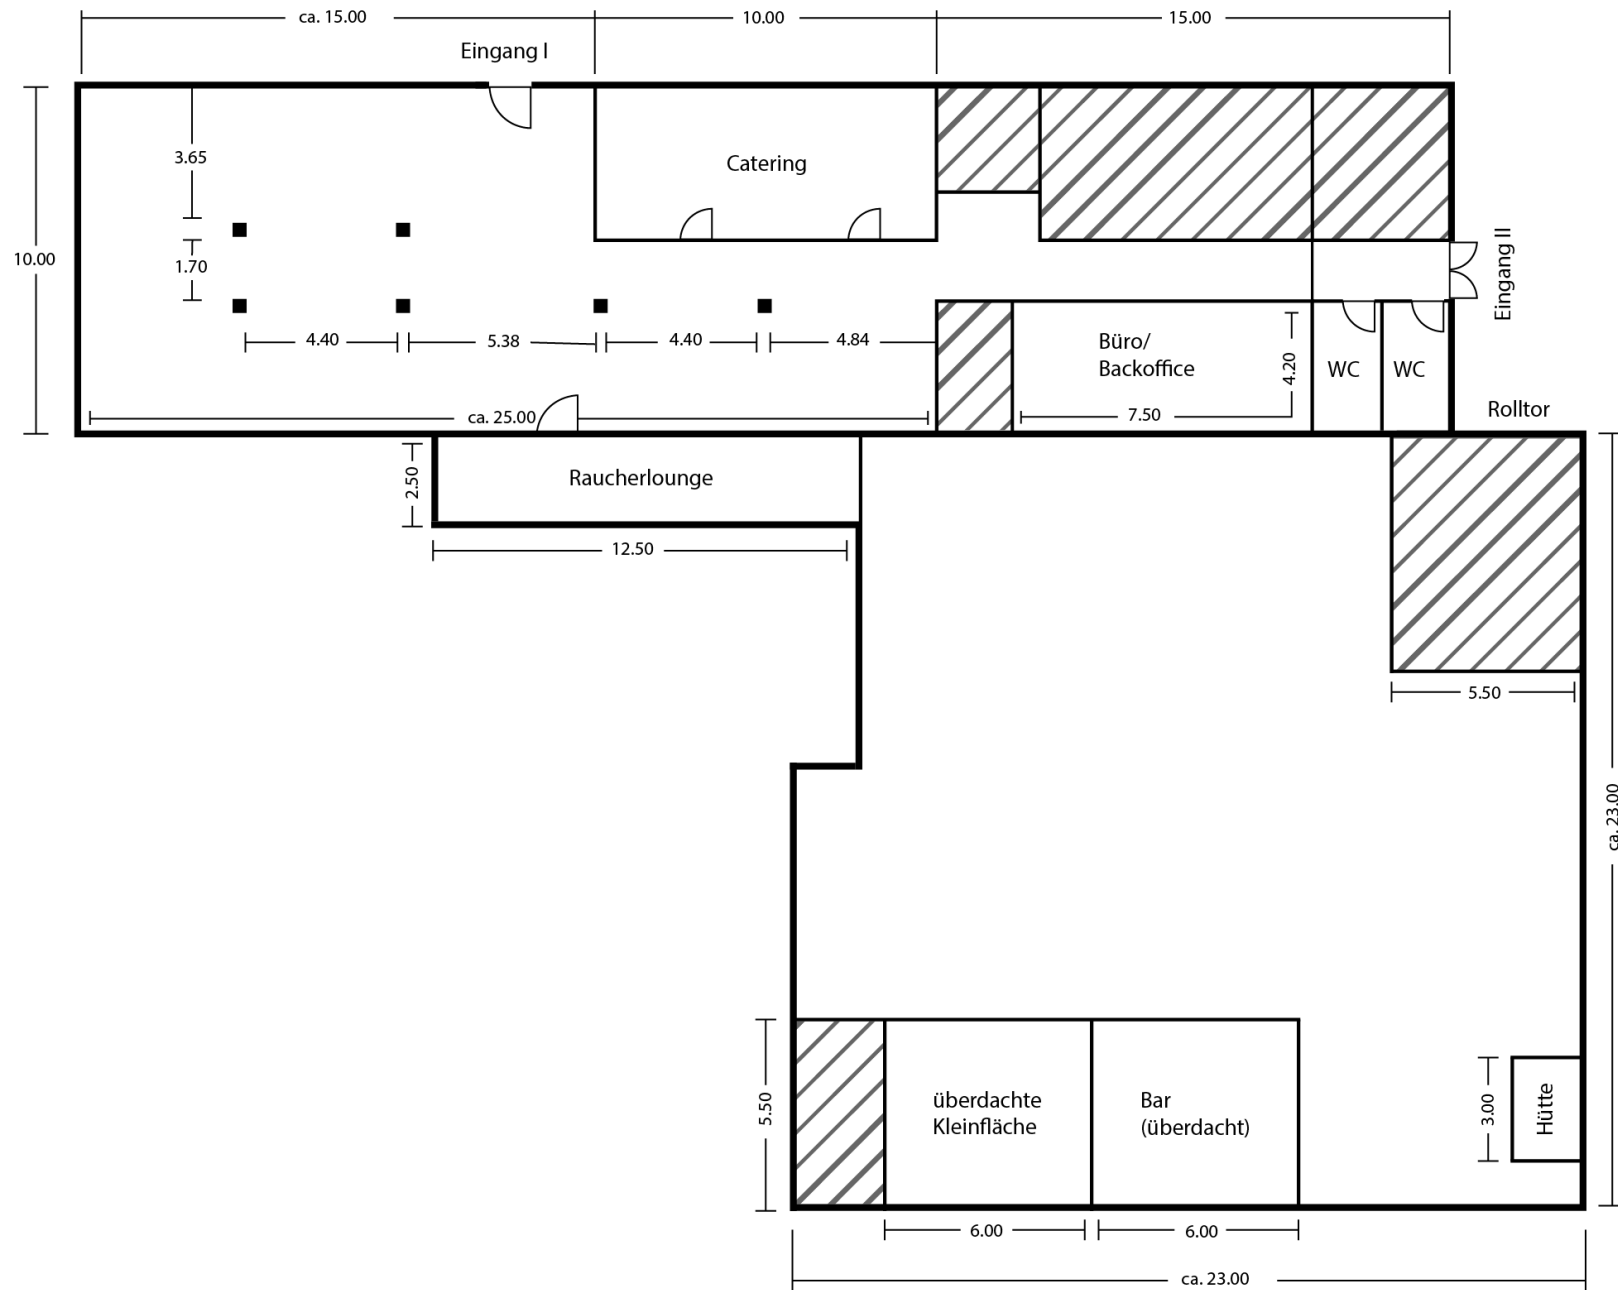 ca. 15.00
10.00
15.00
Eingang I
3.65
Catering
10.00
1.70
Eingang II
4.40
5.38
4.40
4.84
Büro/
Backoffice
4.20
WC
WC
ca. 25.00
7.50
Rolltor
2.50
Raucherlounge
12.50
5.50
ca. 23.00
5.50
überdachte
Kleinfläche
Bar
(überdacht)
3.00
Hütte
6.00
6.00
ca. 23.00